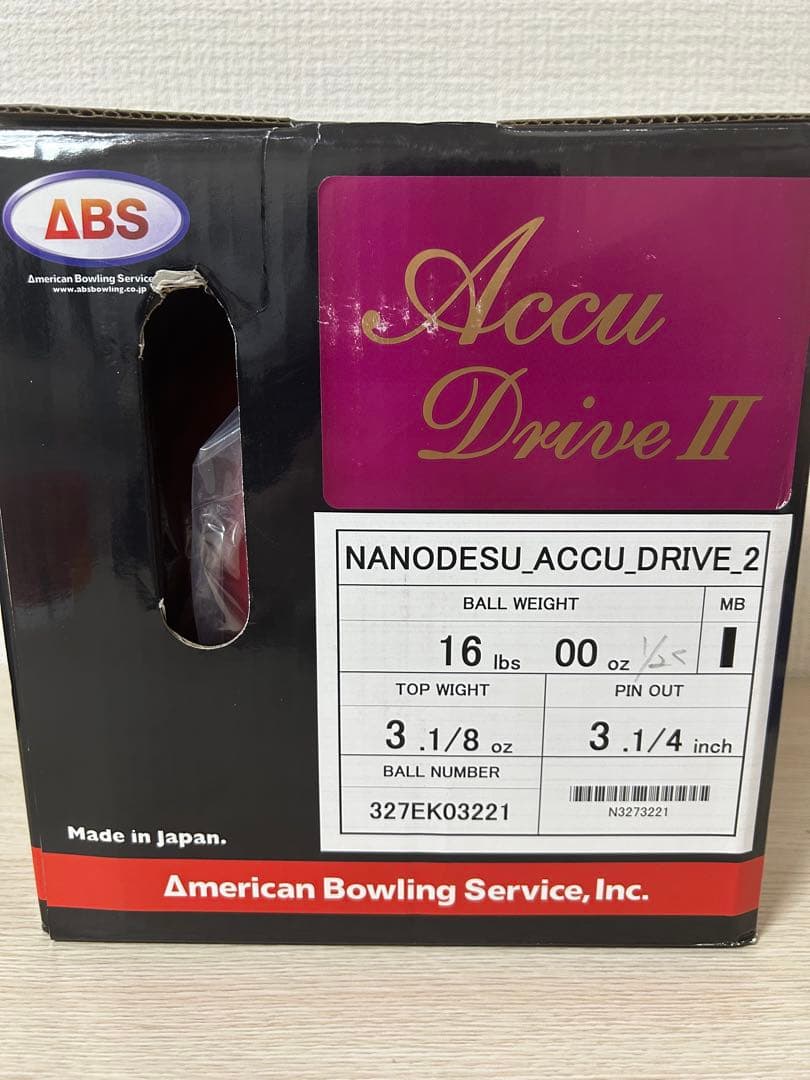 ABS
American Bowling Service
www.absbowling.co.jp
Accu
Drive II
NANODESU_ACCU_DRIVE_2
BALL WEIGHT
MB
16 lbs 00 oz
I
TOP WIGHT
PIN OUT
3 .1/8 oz
3 .1/4 inch
BALL NUMBER
327EK03221
N3273221
Made in Japan.
American Bowling Service, Inc.